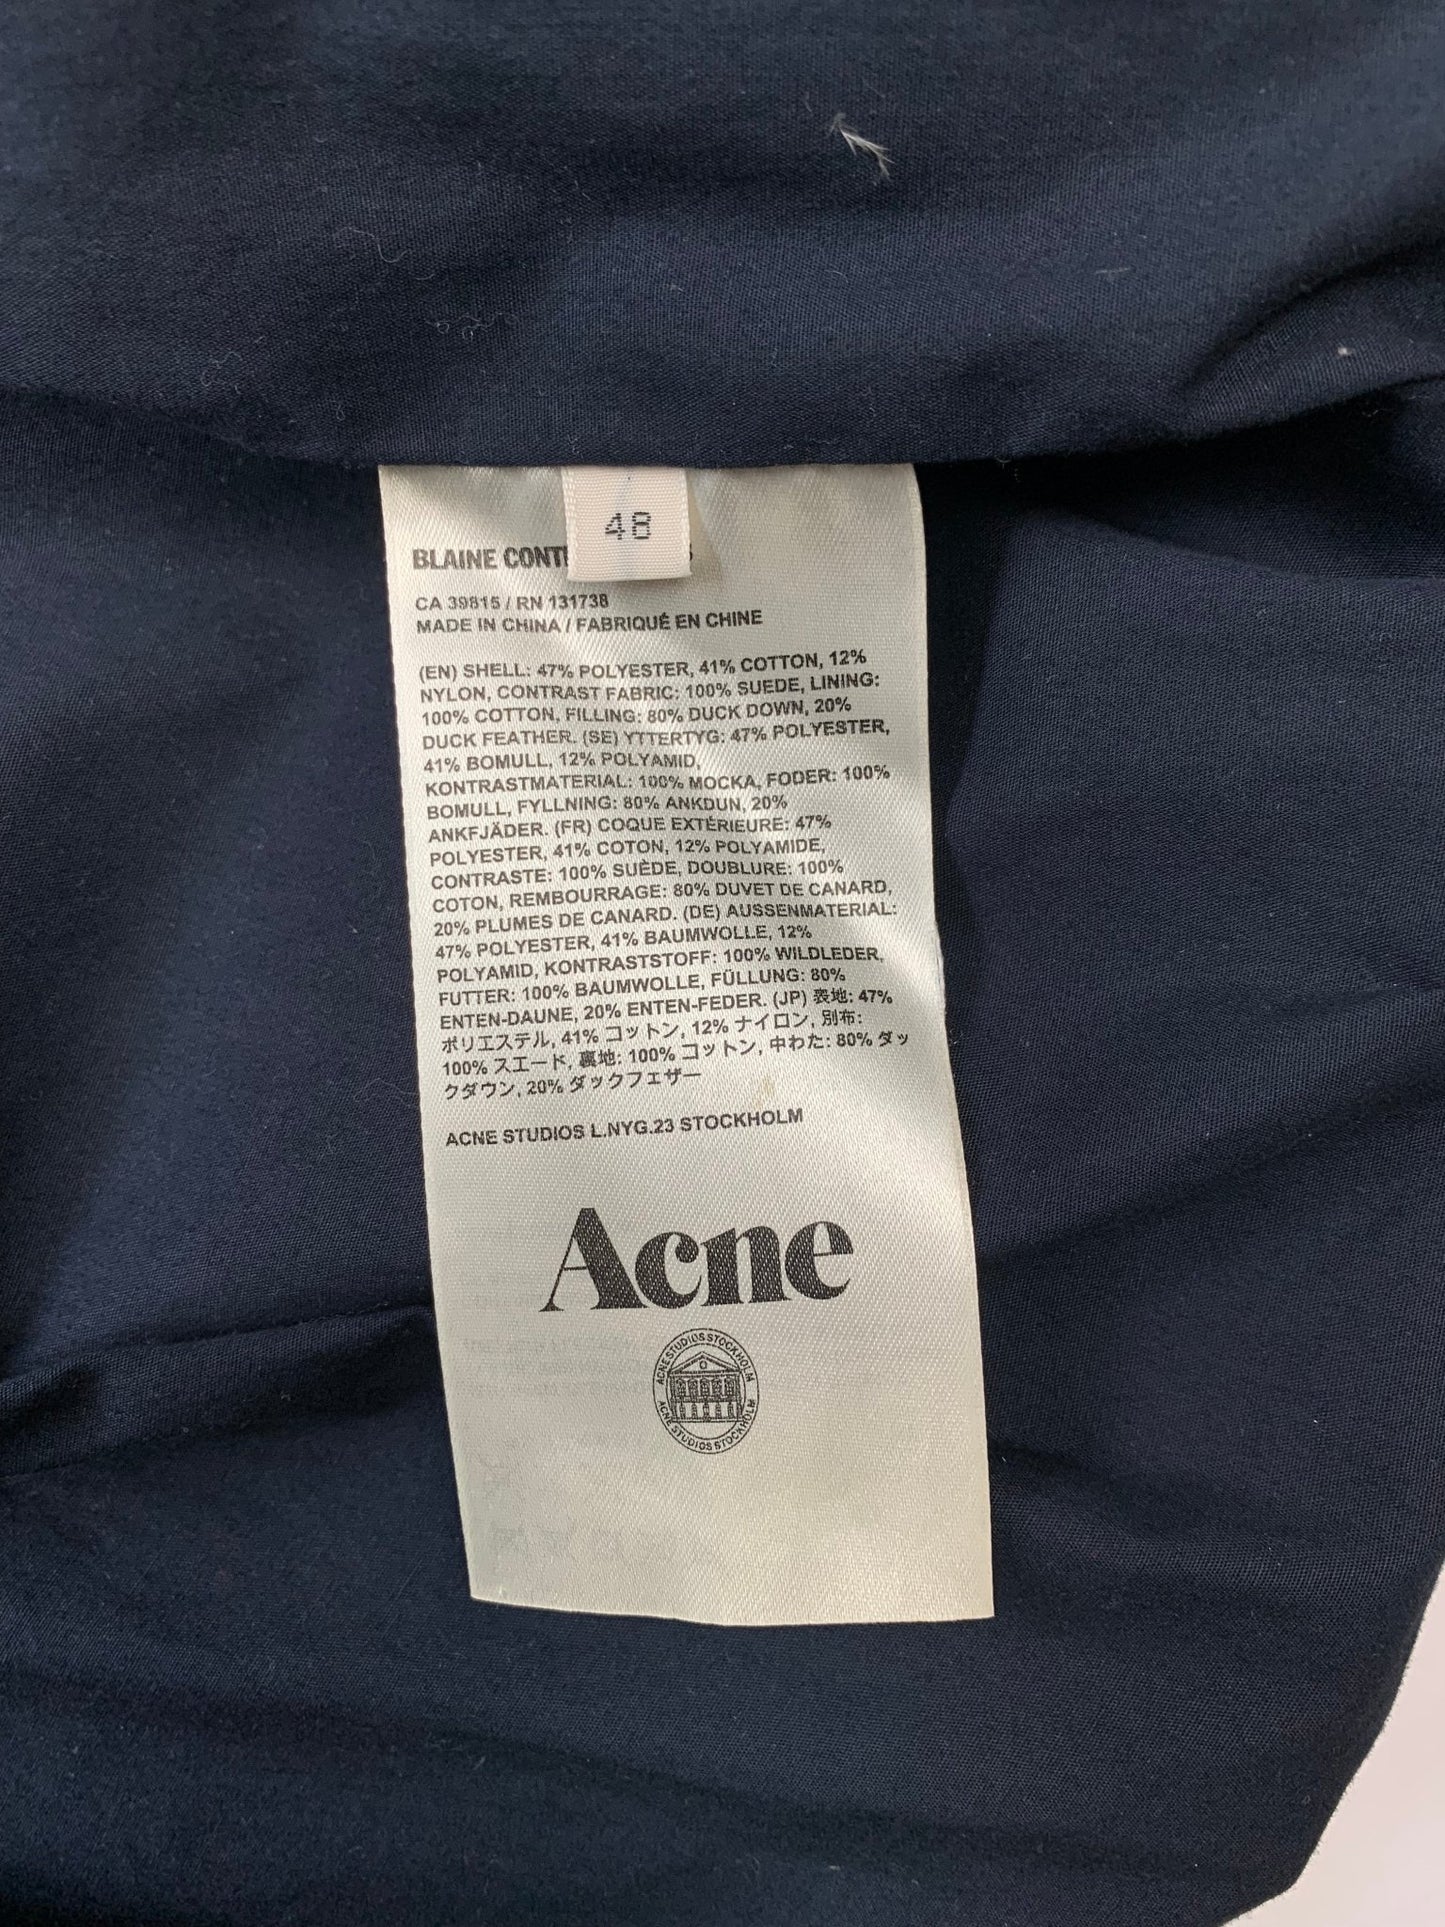 48
BLAINE
CA 39815 / RN 131738
MADE IN CHINA / FABRIQUÉ EN CHINE
(EN) SHELL: 47% POLYESTER, 41% COTTON, 12%
NYLON, CONTRAST FABRIC: 100% SUEDE, LINING:
100% COTTON, FILLING: 80% DUCK DOWN, 20%
DUCK FEATHER. (SE) YTTERTYG: 47% POLYESTER,
41% BOMULL, 12% POLYAMID,
KONTRASTMATERIAL: 100% MOCKA, FODER: 100%
BOMULL, FYLLNING: 80% ANKDUN, 20%
ANKFJÄDER. (FR) COQUE EXTÉRIEURE: 47%
POLYESTER, 41% COTON, 12% POLYAMIDE,
CONTRASTE: 100% SUÈDE, DOUBLURE: 100%
COTON, REMBOURRAGE: 80% DUVET DE CANARD,
20% PLUMES DE CANARD. (DE) AUSSENMATERIAL:
47% POLYESTER, 41% BAUMWOLLE, 12%
POLYAMID, KONTRASTSTOFF: 100% WILDLEDER,
FUTTER: 100% BAUMWOLLE, FÜLLUNG: 80%
ENTEN-DAUNE, 20% ENTEN-FEDER. (JP) 表地: 47%
ポリエステル, 41% コットン, 12% ナイロン, 別布:
100% スエード, 裏地: 100% コットン, 中わた: 80% ダッ
クダウン, 20% ダックフェザー
ACNE STUDIOS L.NYG.23 STOCKHOLM
Acne
ACNE STUDIOS STOCKHOLM
ACNE STUDIOS STOCKHOLM